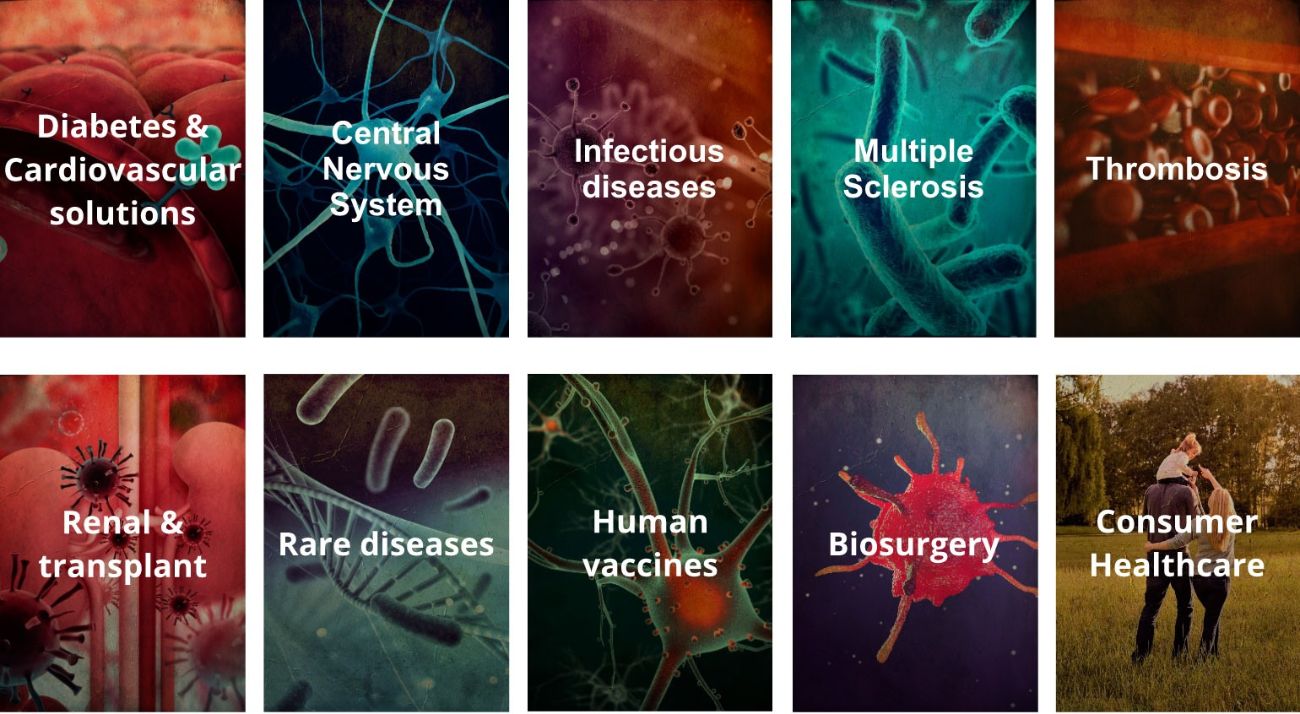 Diabetes &
Cardiovascular
solutions
Central
Nervous
System
Infectious
diseases
Multiple
Sclerosis
Thrombosis
Renal &
transplant
Rare diseases
Human
vaccines
Biosurgery
Consumer
Healthcare